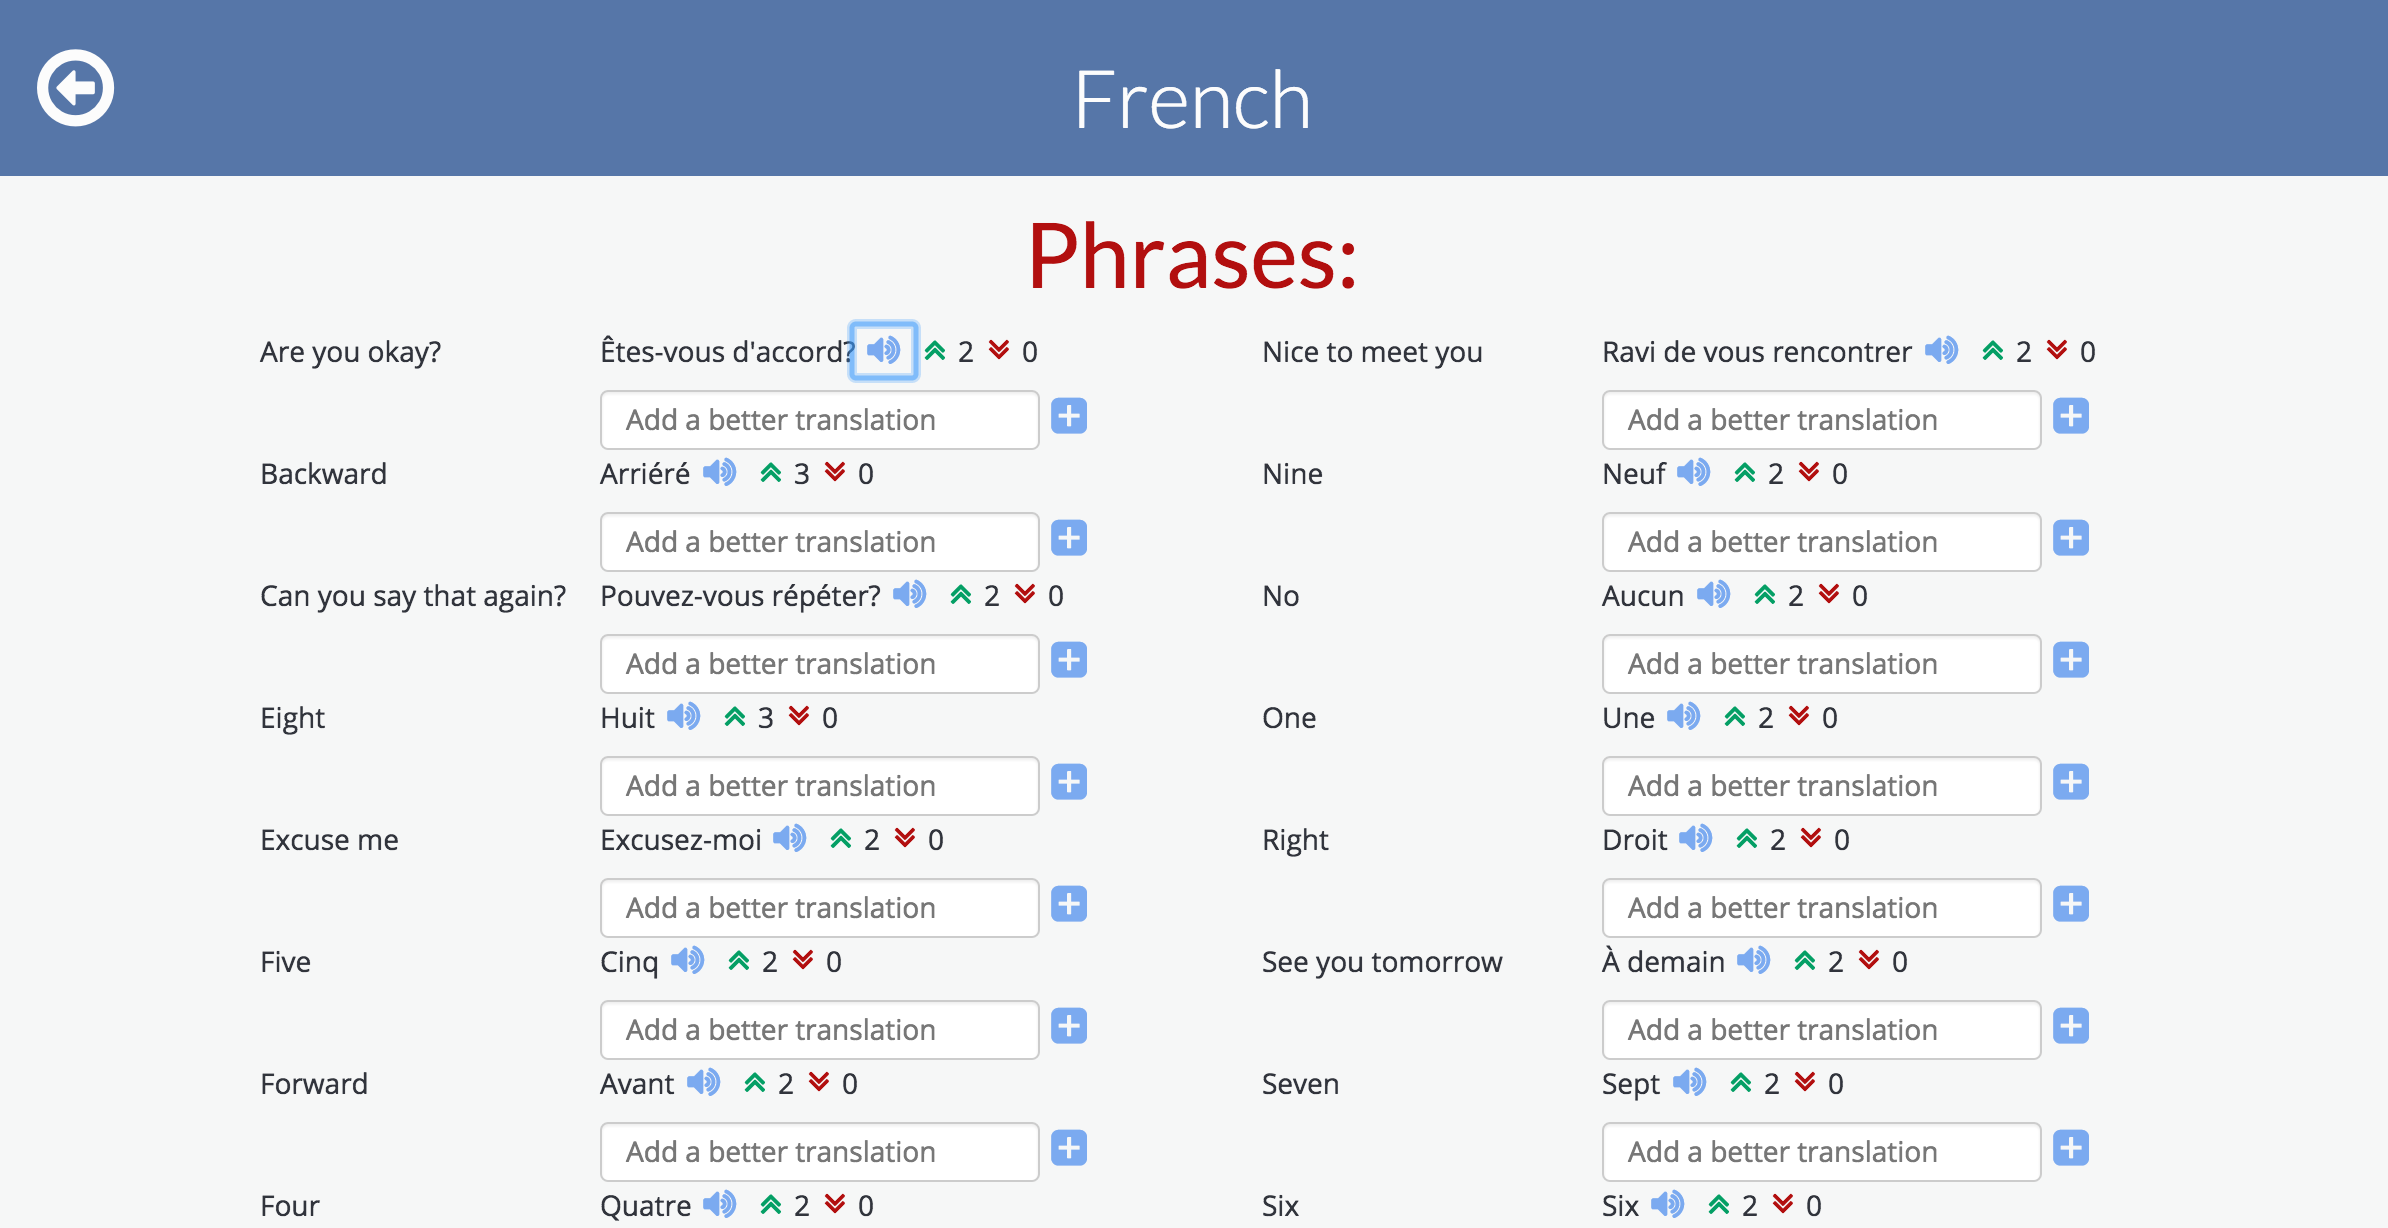 French
Phrases:
Are you okay? Êtes-vous d'accord? 2 0
Add a better translation
Backward Arriéré 3 0
Add a better translation
Can you say that again? Pouvez-vous répéter? 2 0
Add a better translation
Eight Huit 3 0
Add a better translation
Excuse me Excusez-moi 2 0
Add a better translation
Five Cinq 2 0
Add a better translation
Forward Avant 2 0
Add a better translation
Four Quatre 2 0
Nice to meet you Ravi de vous rencontrer 2 0
Add a better translation
Nine Neuf 2 0
Add a better translation
No Aucun 2 0
Add a better translation
One Une 2 0
Add a better translation
Right Droit 2 0
Add a better translation
See you tomorrow À demain 2 0
Add a better translation
Seven Sept 2 0
Add a better translation
Six Six 2 0